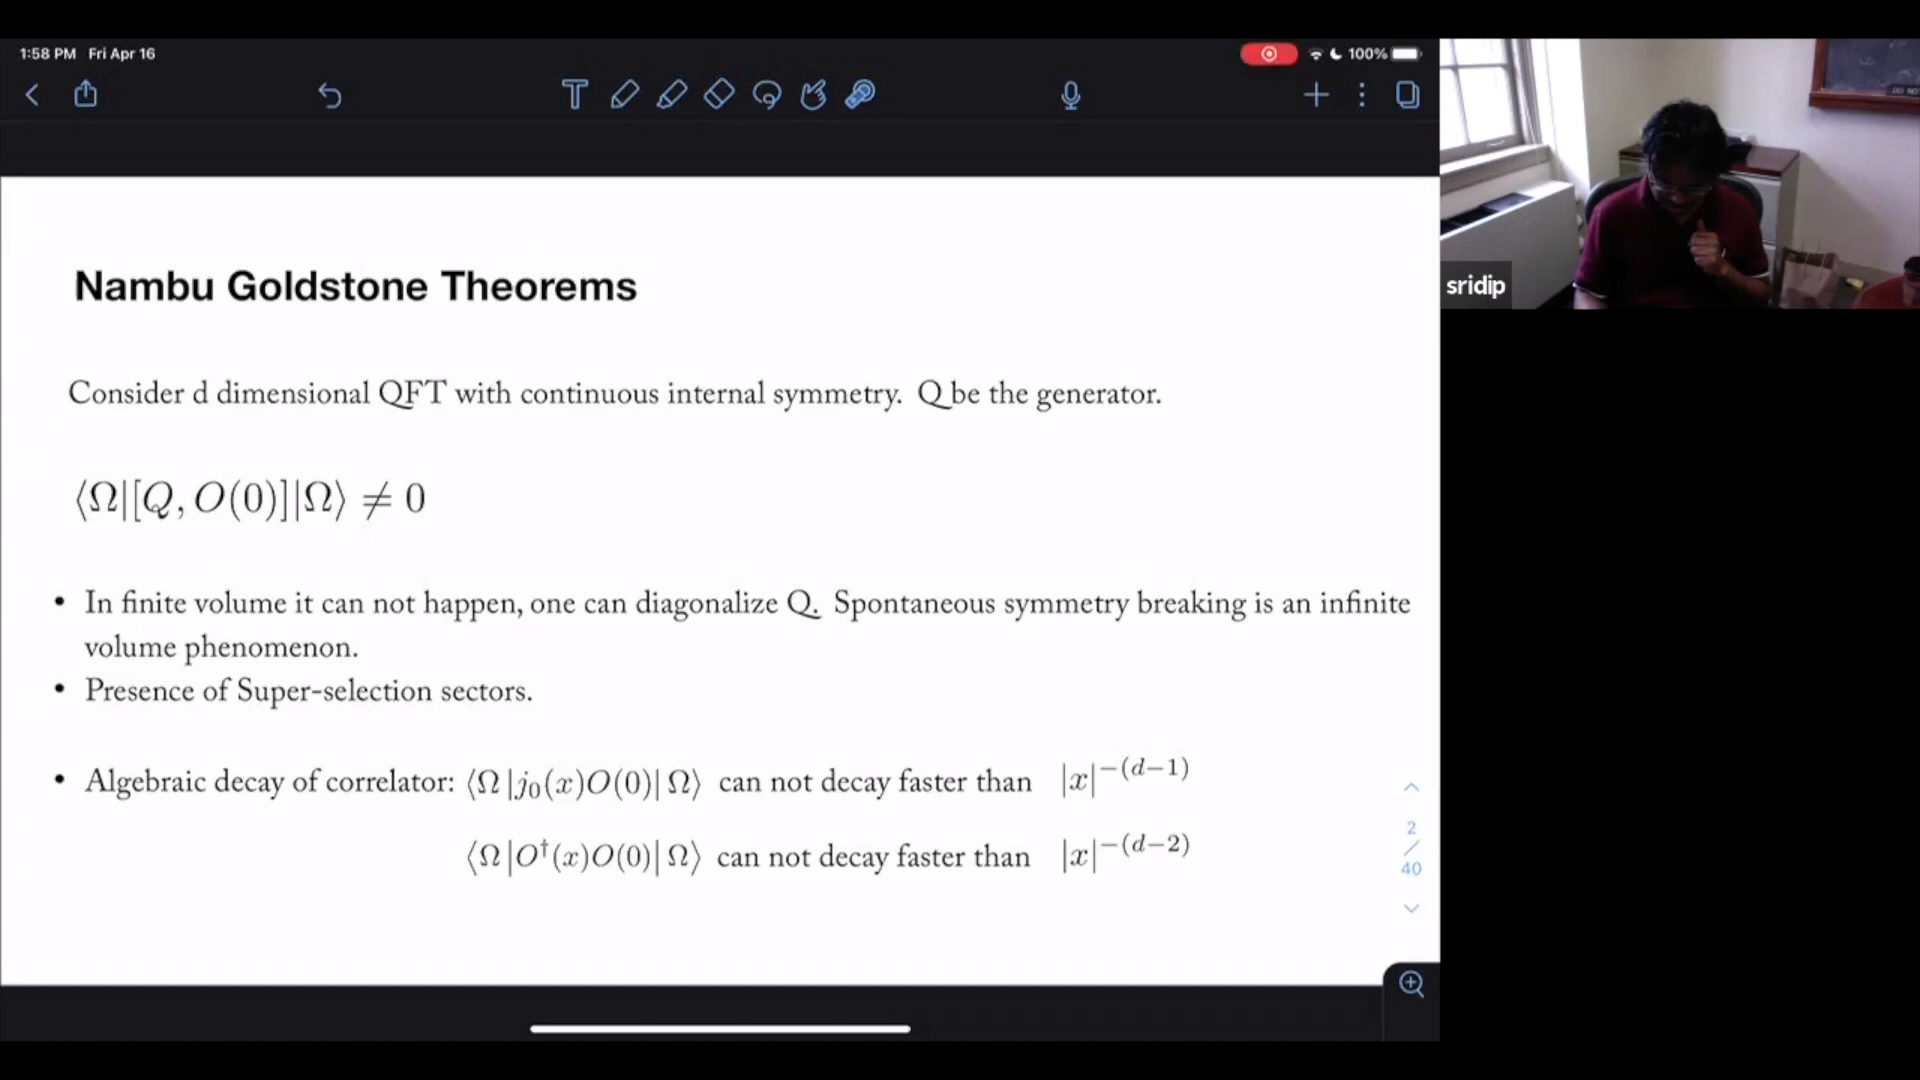 1:58 PM Fri Apr 16
100%
Nambu Goldstone Theorems
Consider d dimensional QFT with continuous internal symmetry. Q be the generator.
⟨Ω|[Q, O(0)]|Ω⟩ ≠ 0
• In finite volume it can not happen, one can diagonalize Q. Spontaneous symmetry breaking is an infinite
volume phenomenon.
• Presence of Super-selection sectors.
• Algebraic decay of correlator: ⟨Ω|j₀(x)O(0)|Ω⟩ can not decay faster than |x|^{-(d-1)}
⟨Ω|O†(x)O(0)|Ω⟩ can not decay faster than |x|^{-(d-2)}
2
/
40
sridip